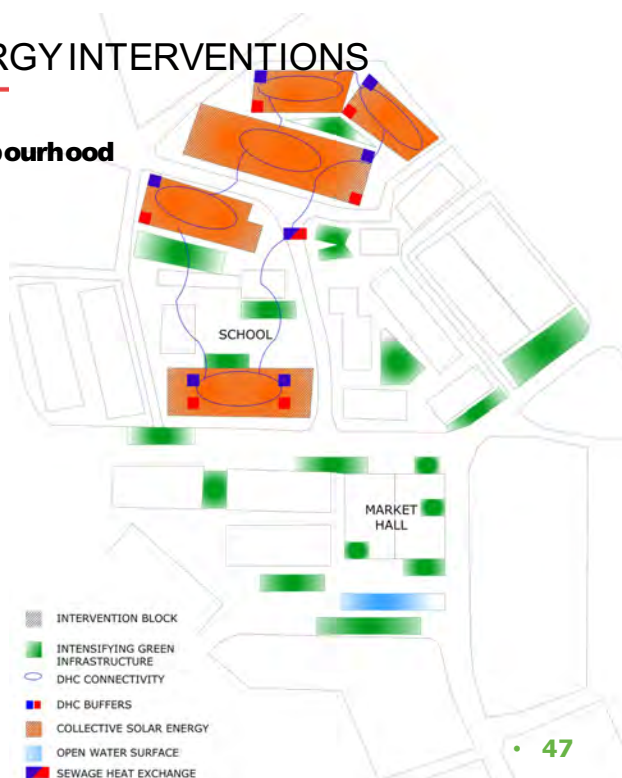 RGY INTERVENTIONS
bourhood
SCHOOL
MARKET
HALL
INTERVENTION BLOCK
INTENSIFYING GREEN
INFRASTRUCTURE
DHC CONNECTIVITY
DHC BUFFERS
COLLECTIVE SOLAR ENERGY
OPEN WATER SURFACE
SEWAGE HEAT EXCHANGE
• 47